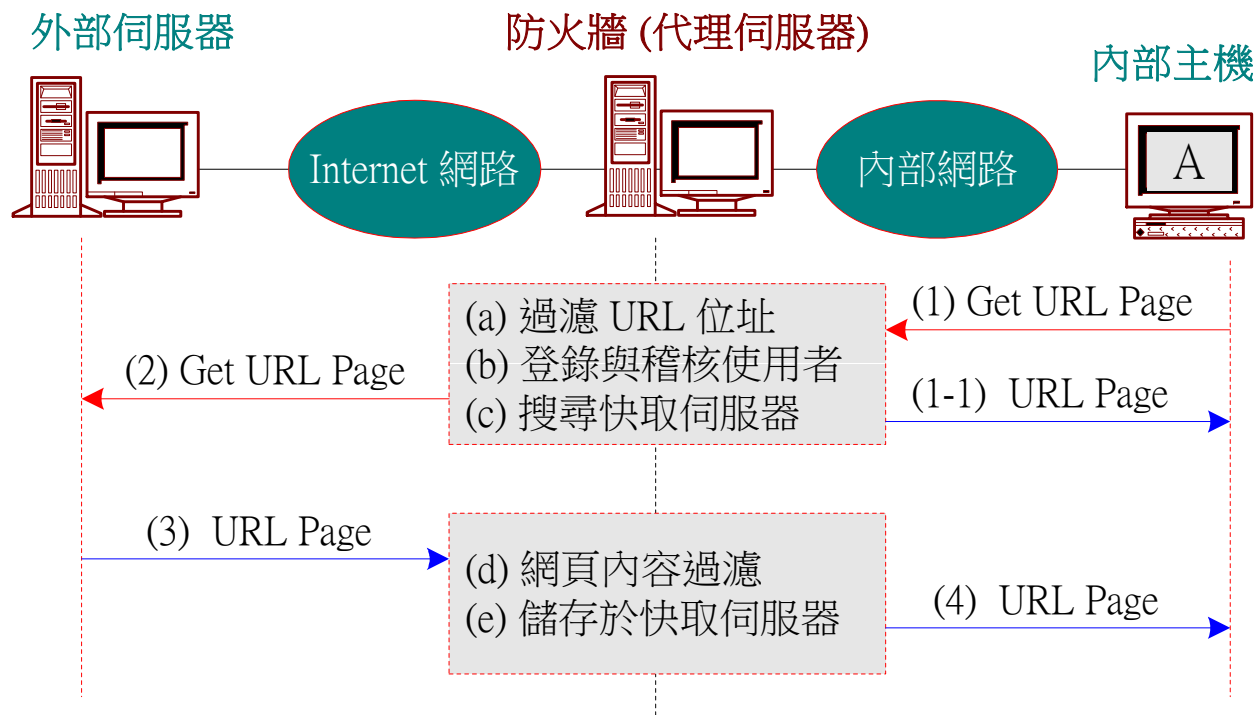 外部伺服器
防火牆 (代理伺服器)
內部主機
Internet 網路
內部網路
A
(a) 過濾 URL 位址
(b) 登錄與稽核使用者
(c) 搜尋快取伺服器
(1) Get URL Page
(2) Get URL Page
(1-1) URL Page
(3) URL Page
(d) 網頁內容過濾
(e) 儲存於快取伺服器
(4) URL Page